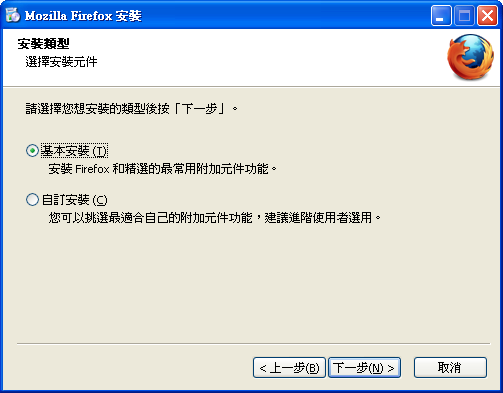 Mozilla Firefox 安裝
安裝類型
選擇安裝元件
請選擇您想安裝的類型後按「下一步」。
基本安裝 (T)
安裝 Firefox 和精選的最常用附加元件功能。
自訂安裝 (C)
您可以挑選最適合自己的附加元件功能，建議進階使用者選用。
< 上一步(B) 下一步(N) > 取消